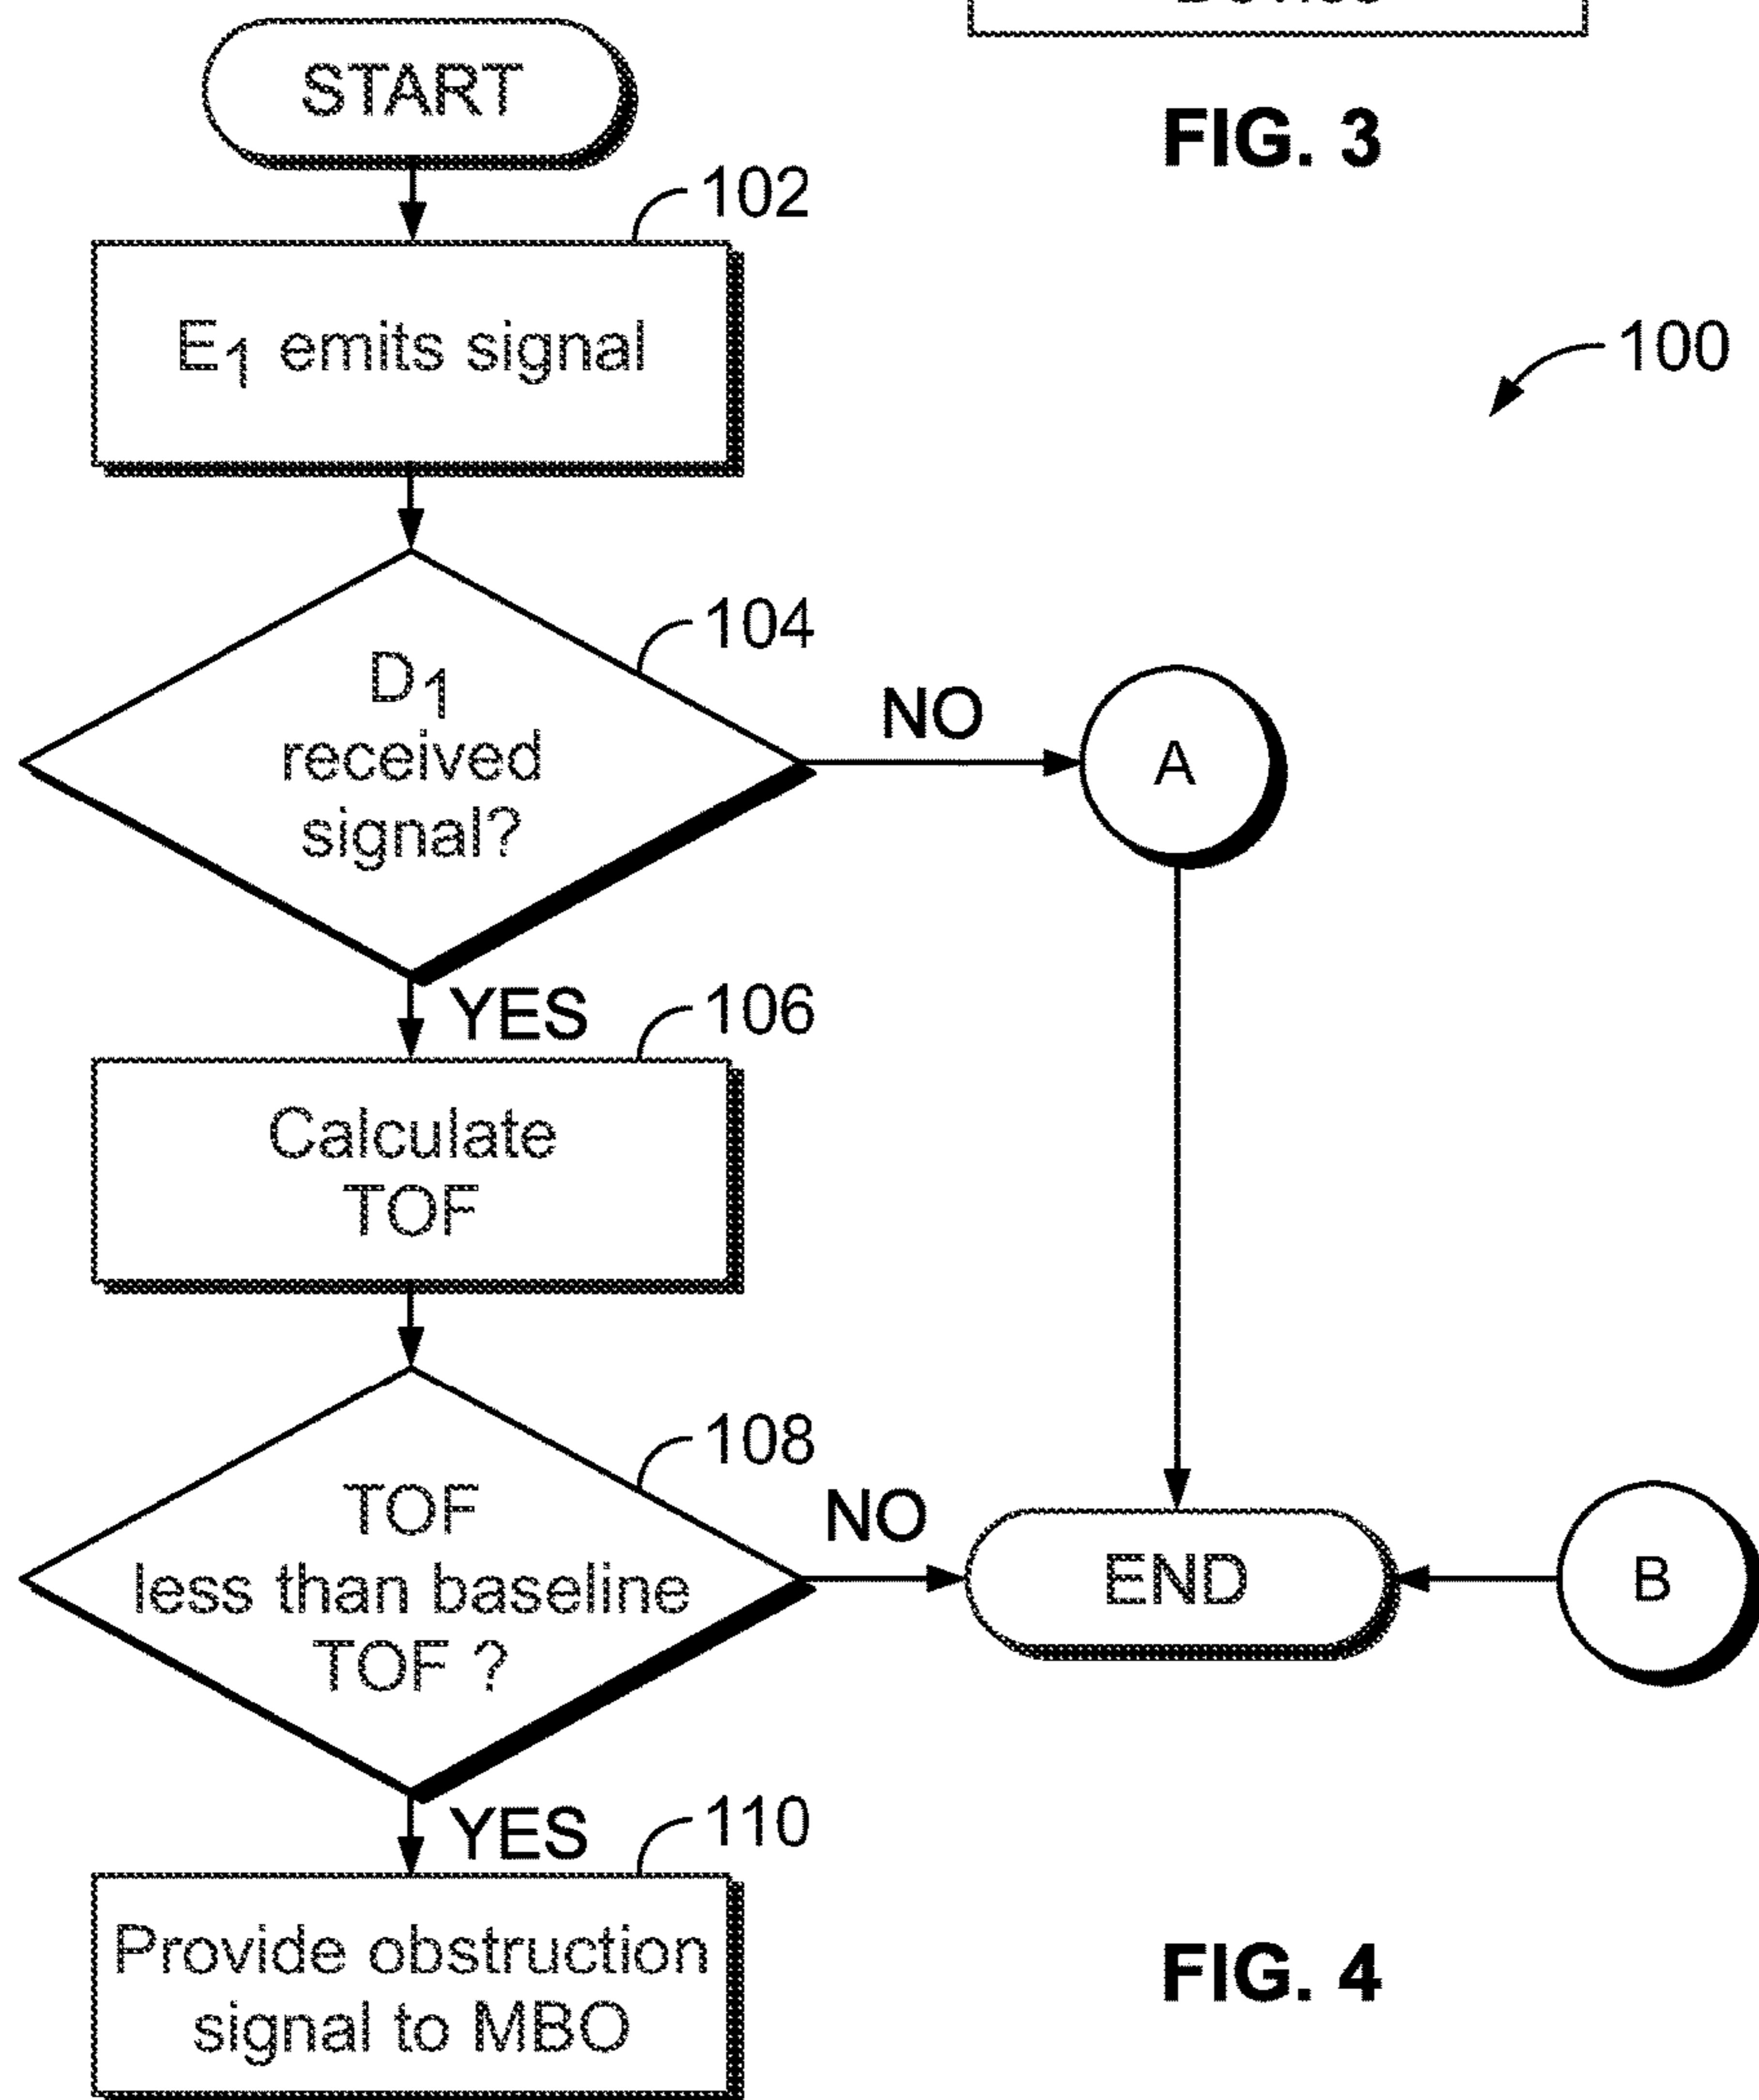 START
FIG. 3
102
E1 emits signal
100
104
D1
received
signal?
NO
A
YES
106
Calculate
TOF
108
TOF
less than baseline
TOF ?
NO
END
B
YES
110
Provide obstruction
signal to MBO
FIG. 4